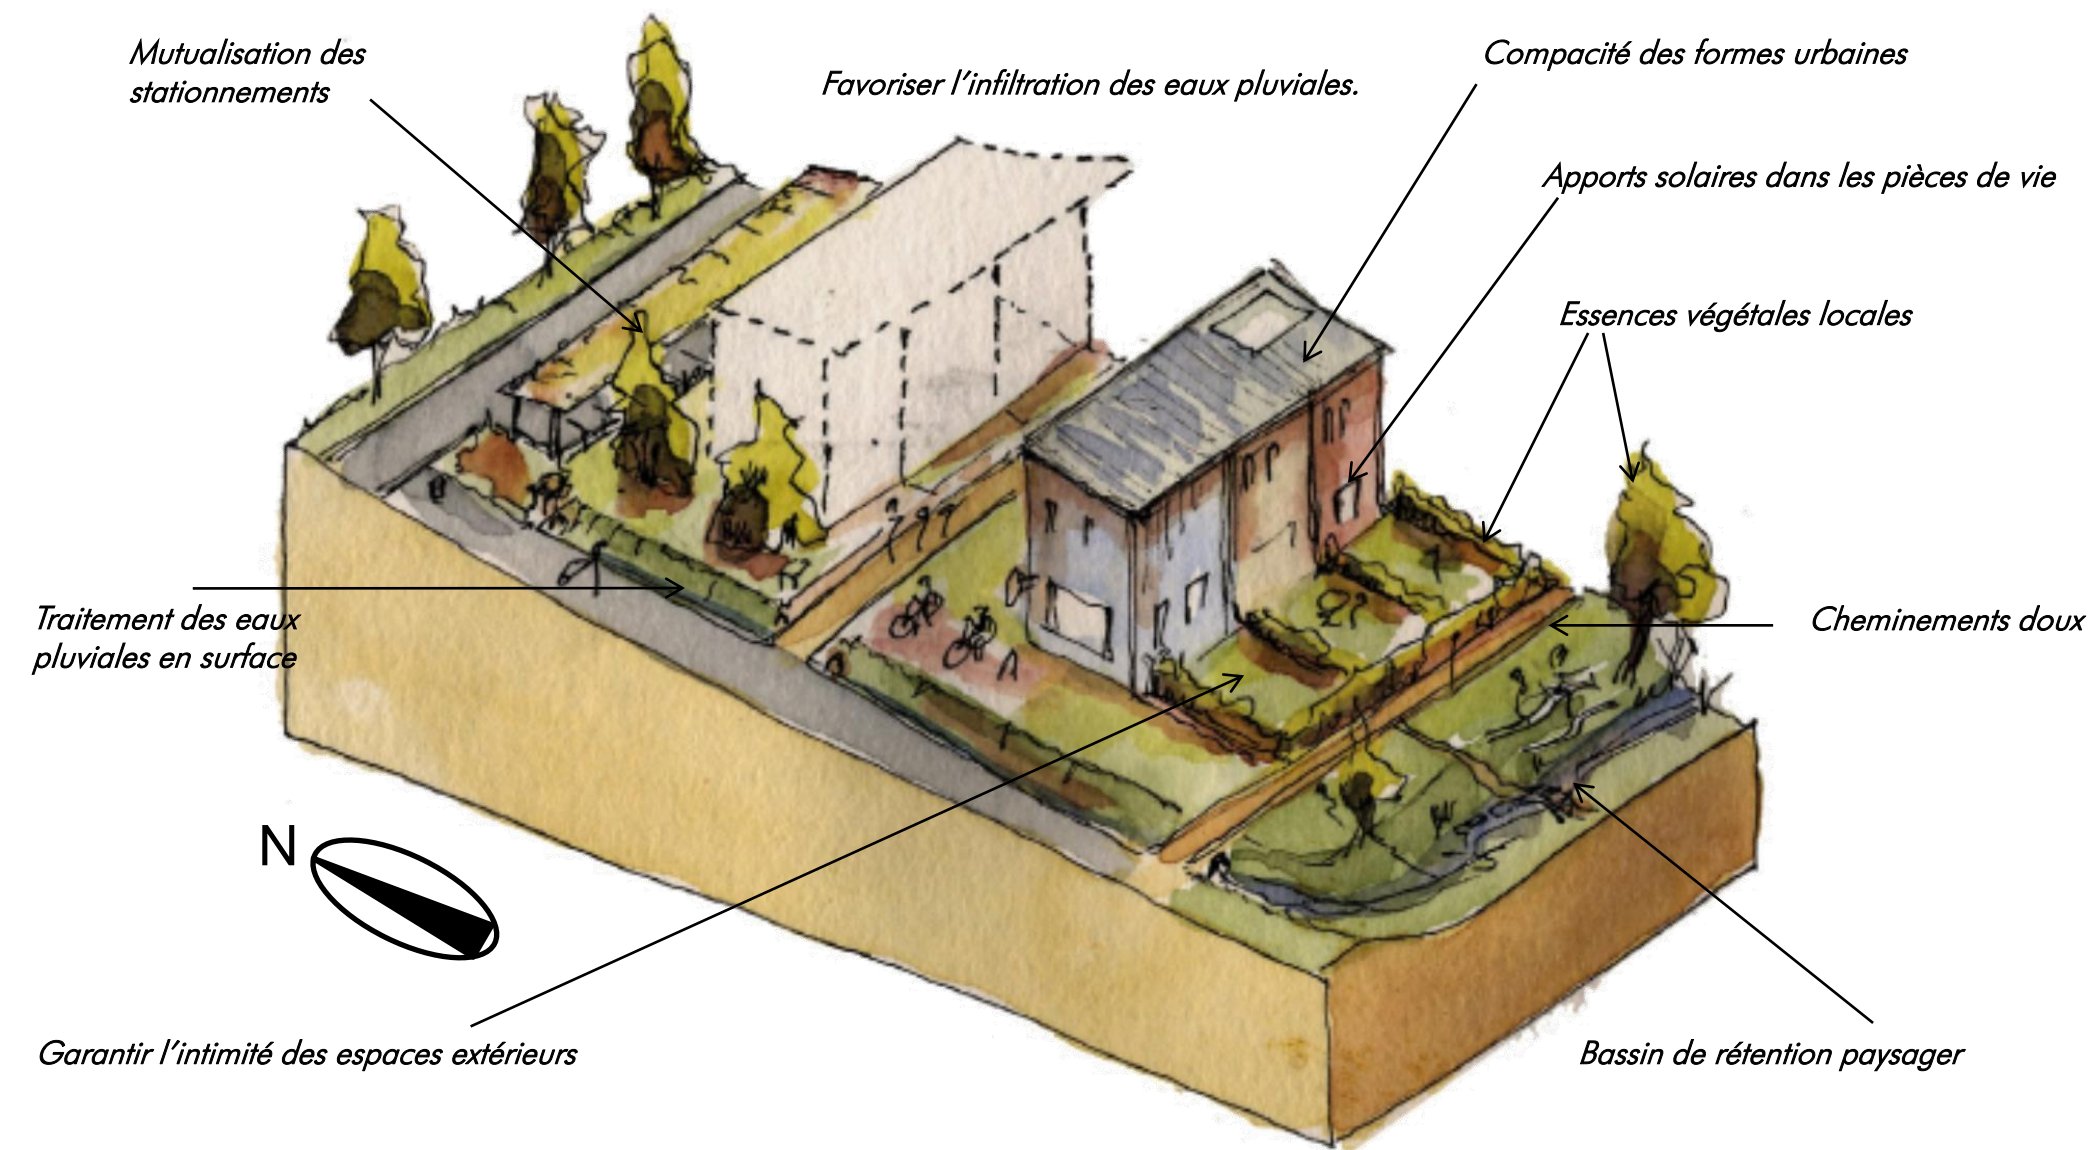 Mutualisation des
stationnements
Favoriser l'infiltration des eaux pluviales.
Compacité des formes urbaines
Apports solaires dans les pièces de vie
Essences végétales locales
Traitement des eaux
pluviales en surface
Cheminements doux
N
Garantir l'intimité des espaces extérieurs
Bassin de rétention paysager